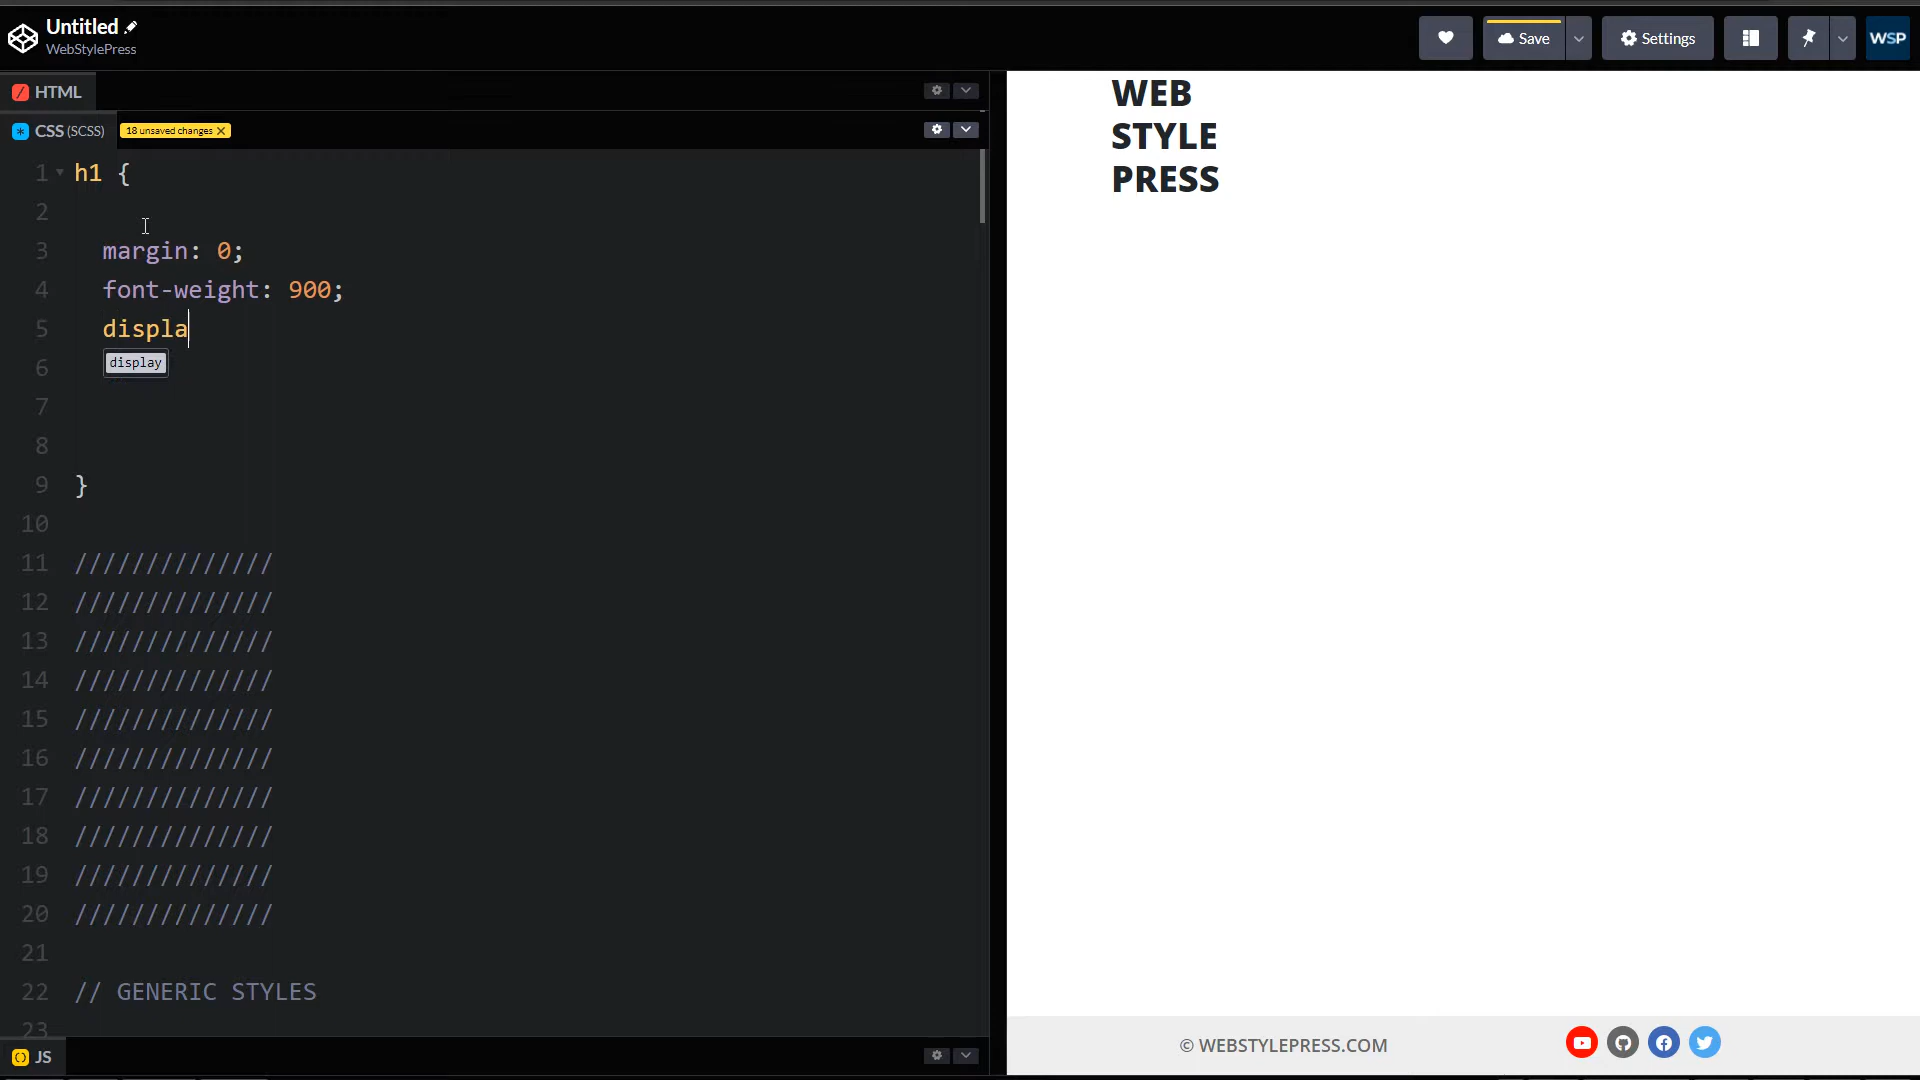 Untitled
WebStylePress
Save
Settings
WSP
HTML
CSS (SCSS)
18 unsaved changes X
1 h1 {
2
3 margin: 0;
4 font-weight: 900;
5 displa
display
6
7
8
9 }
10
11 //////////////
12 //////////////
13 //////////////
14 //////////////
15 //////////////
16 //////////////
17 //////////////
18 //////////////
19 //////////////
20 //////////////
21
22 // GENERIC STYLES
23
JS
WEB
STYLE
PRESS
© WEBSTYLEPRESS.COM